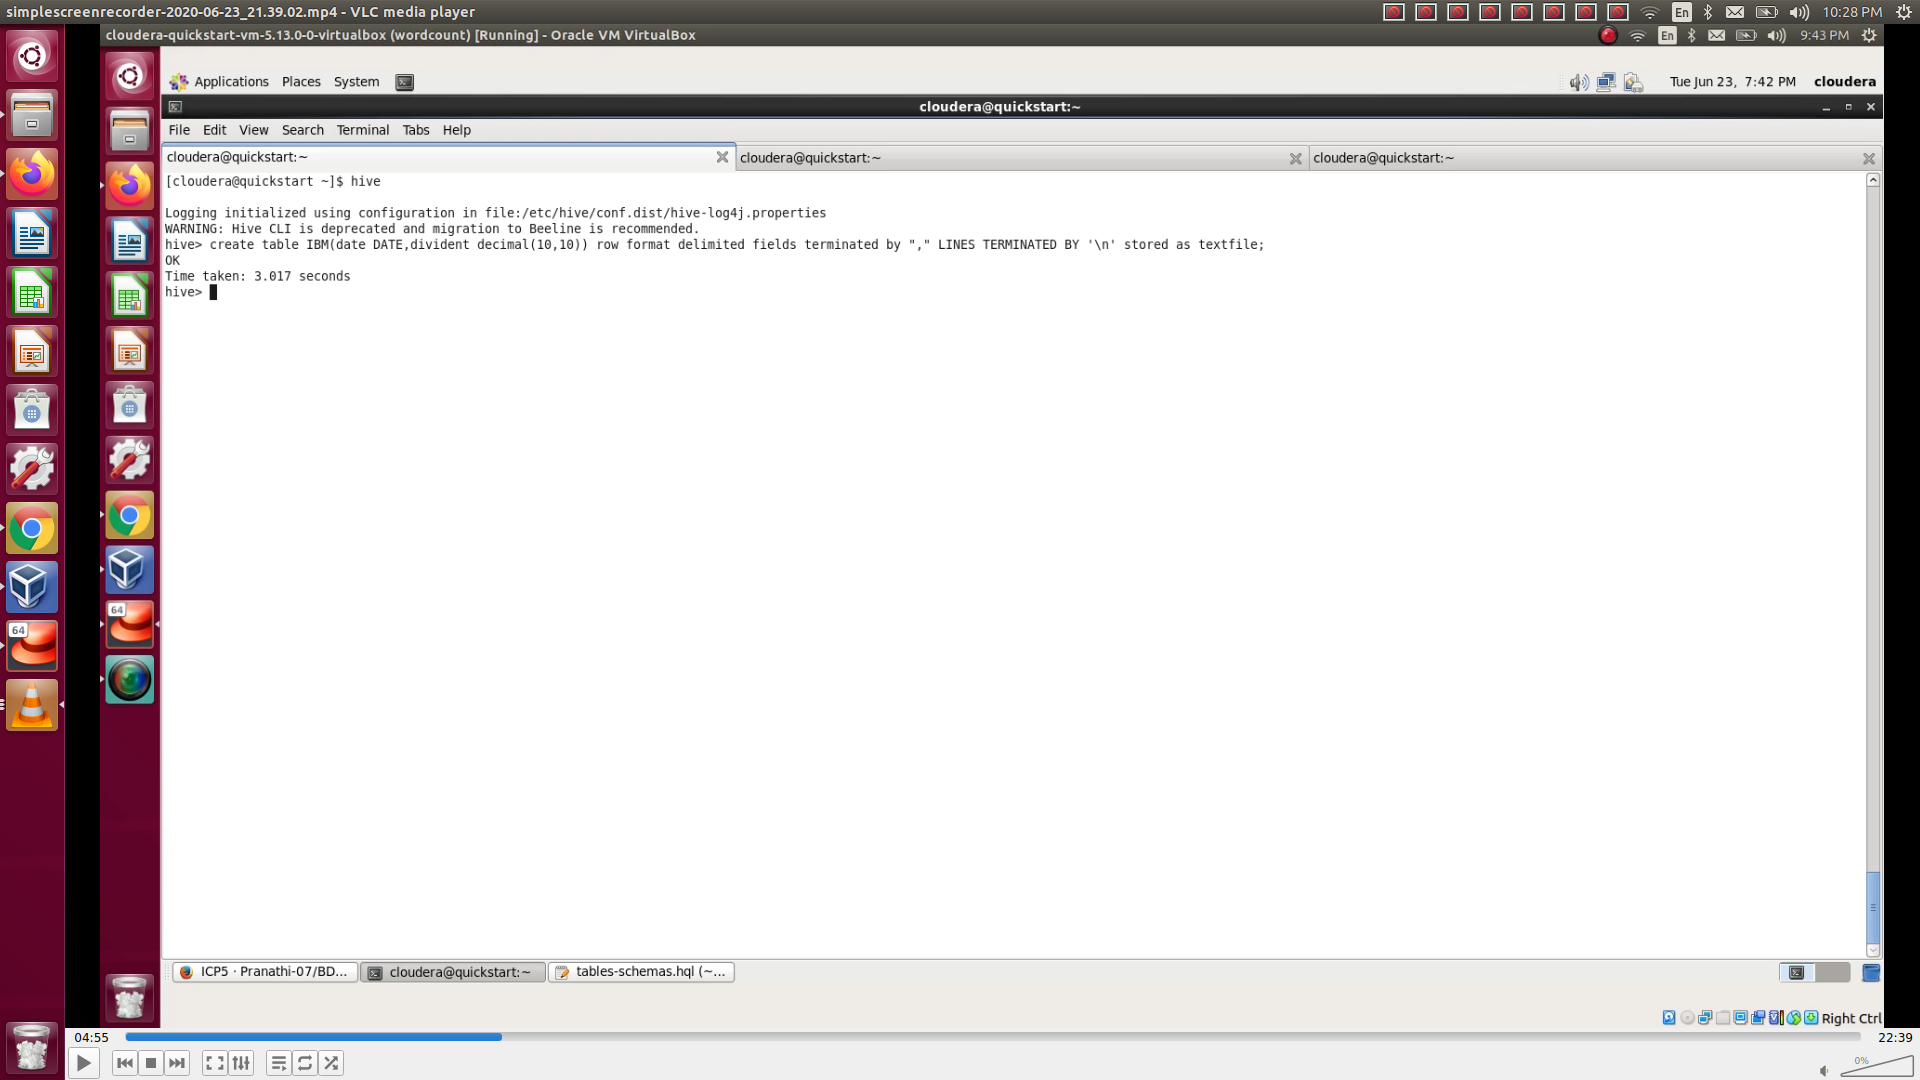 simplescreenrecorder-2020-06-23_21.39.02.mp4 - VLC media player
En
10:28 PM
cloudera-quickstart-vm-5.13.0-0-virtualbox (wordcount) [Running] - Oracle VM VirtualBox
En
9:43 PM
Applications Places System
Tue Jun 23, 7:42 PM cloudera
cloudera@quickstart:~
File Edit View Search Terminal Tabs Help
cloudera@quickstart:~
cloudera@quickstart:~
cloudera@quickstart:~
[cloudera@quickstart ~]$ hive
Logging initialized using configuration in file:/etc/hive/conf.dist/hive-log4j.properties
WARNING: Hive CLI is deprecated and migration to Beeline is recommended.
hive> create table IBM(date DATE,divident decimal(10,10)) row format delimited fields terminated by "," LINES TERMINATED BY '\n' stored as textfile;
OK
Time taken: 3.017 seconds
hive>
64
64
ICP5 · Pranathi-07/BD...
cloudera@quickstart:~
tables-schemas.hql (~...
Right Ctrl
04:55
22:39
0%